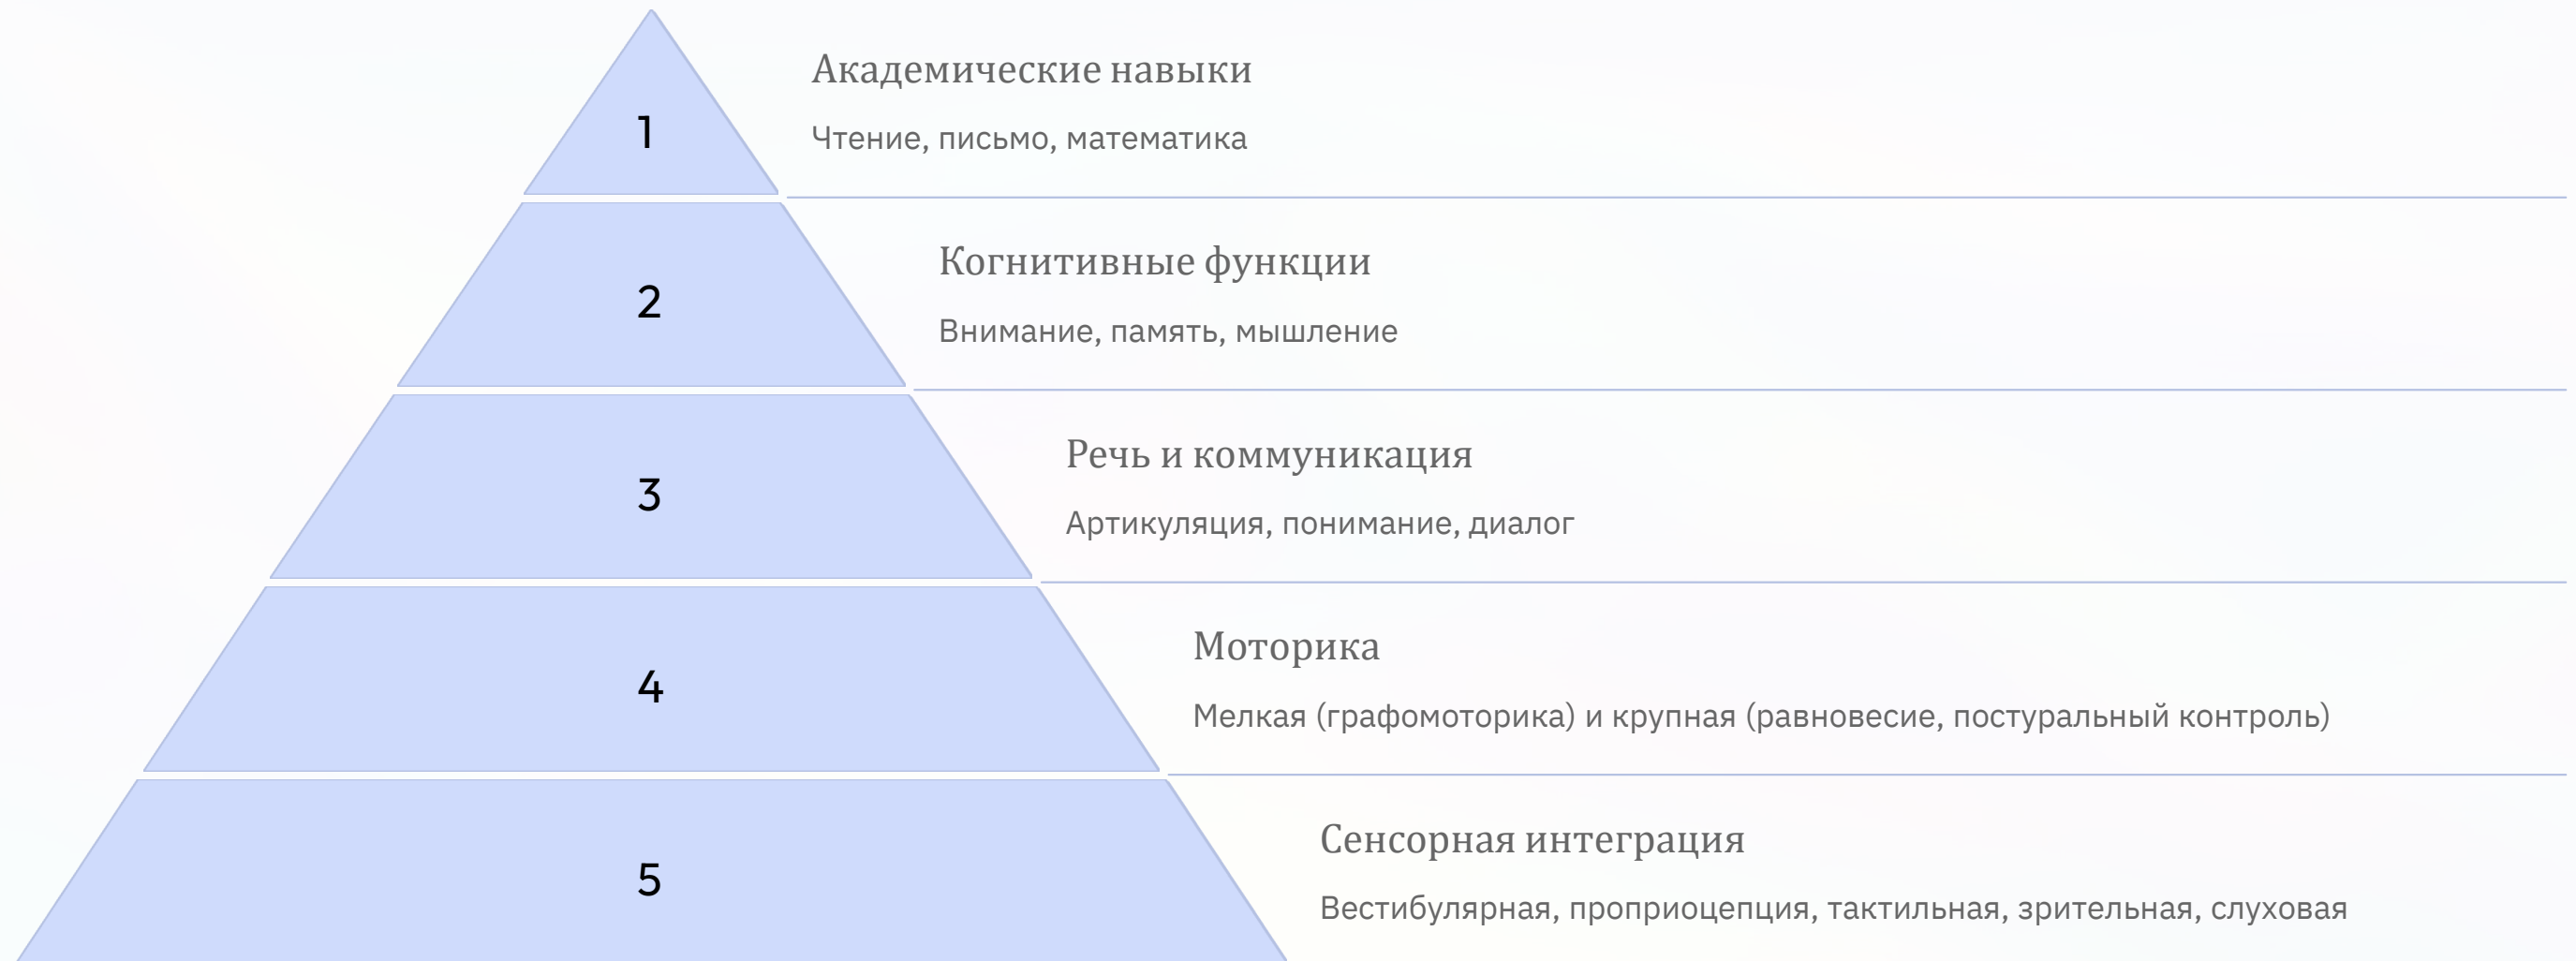 1
Академические навыки
Чтение, письмо, математика
2
Когнитивные функции
Внимание, память, мышление
3
Речь и коммуникация
Артикуляция, понимание, диалог
4
Моторика
Мелкая (графомоторика) и крупная (равновесие, постуральный контроль)
5
Сенсорная интеграция
Вестибулярная, проприоцепция, тактильная, зрительная, слуховая